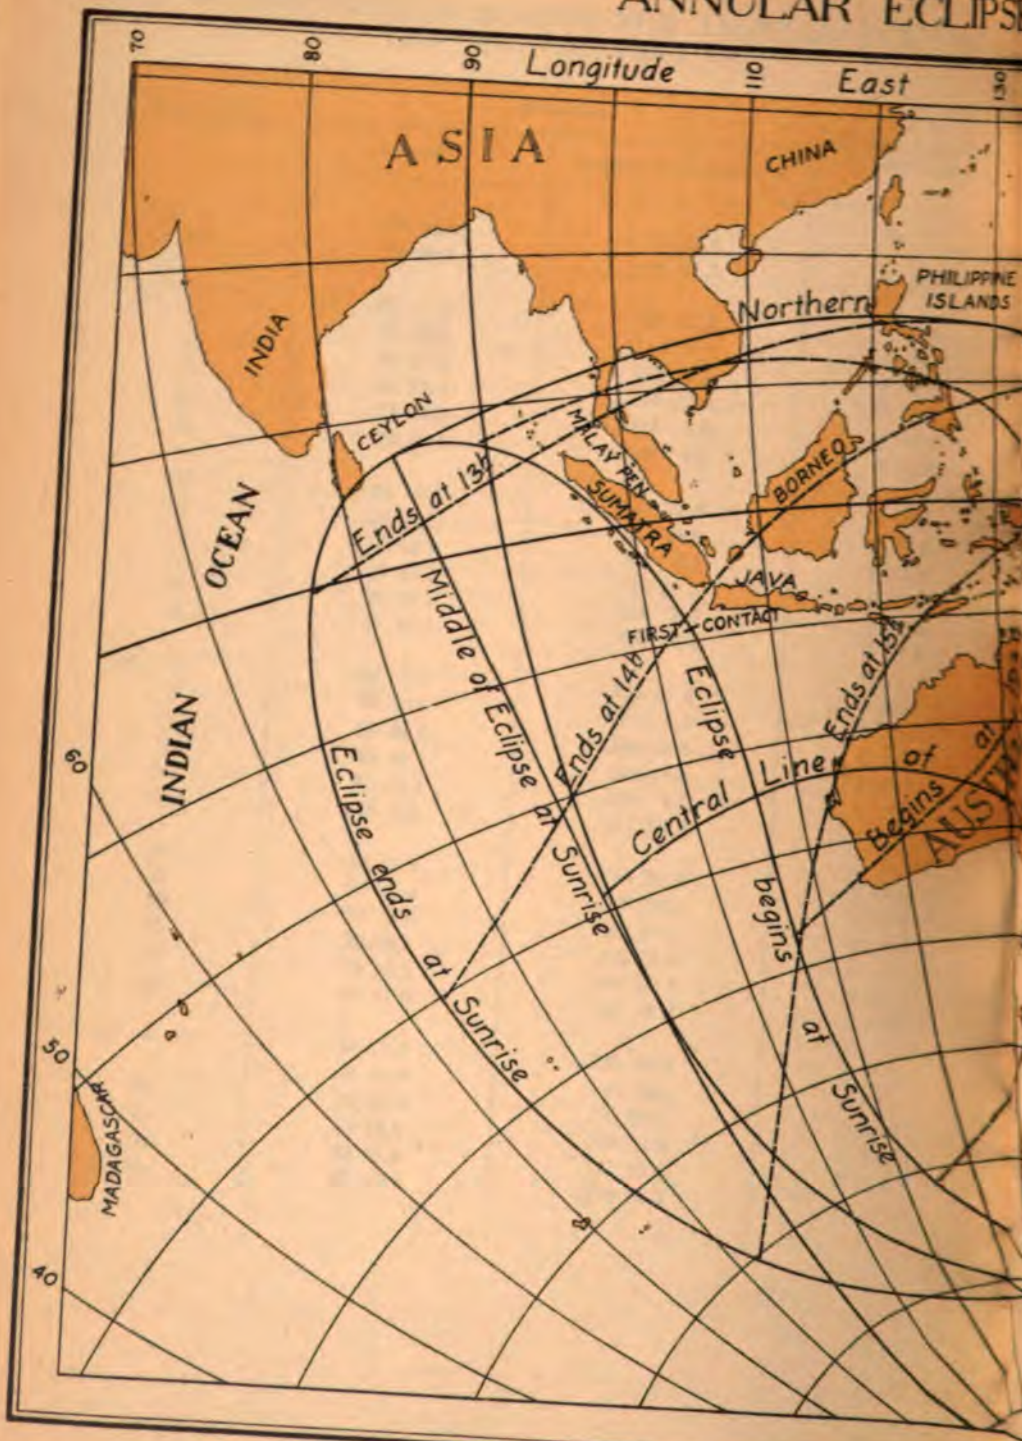 ANNULAR ECLIPSE
70
80
90
Longitude
110
East
130
ASIA
CHINA
PHILIPPINE
ISLANDS
Northern
INDIA
CEYLON
MALAY PEN.
BORNEO
SUMATRA
Ends at 13h
OCEAN
JAVA
FIRST CONTACT
Middle of Eclipse at Sunrise
Ends at 14h
Ends at 15h
Eclipse begins at Sunrise
INDIAN
60
Central Line of
Begins at
Eclipse ends at Sunrise
50
MADAGASCAR
40